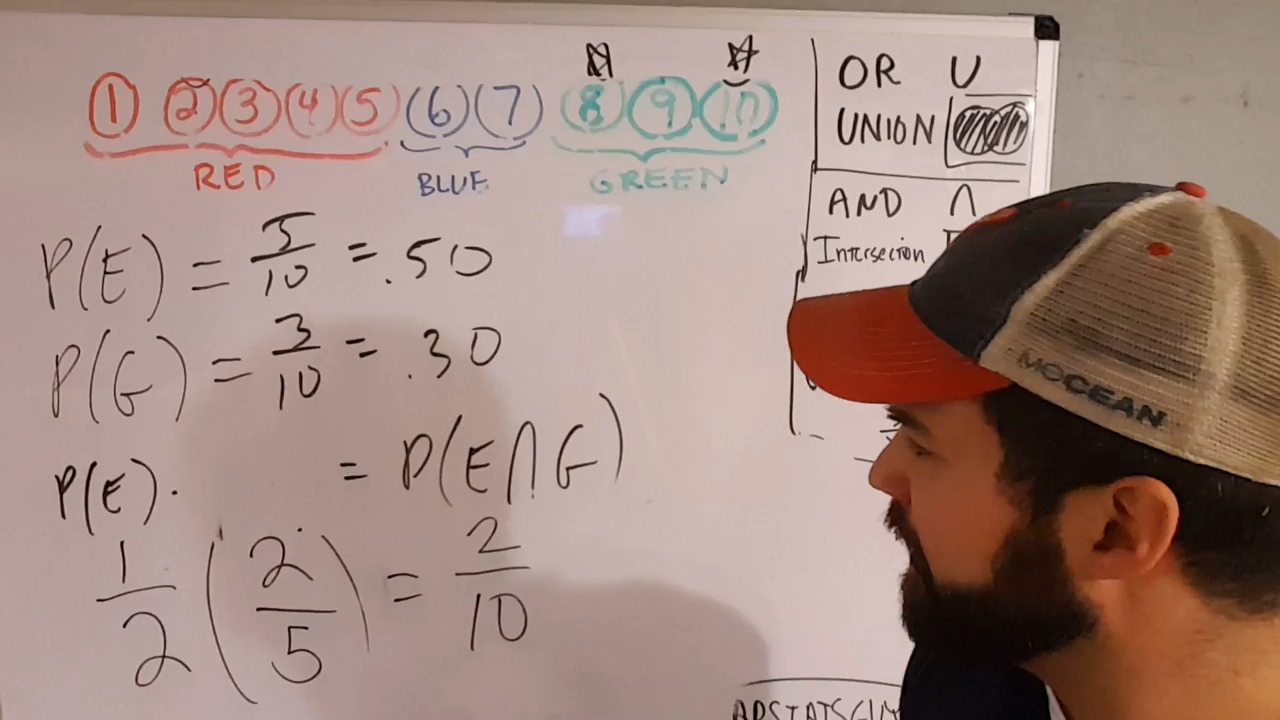 1 2 3 4 5 6 7 8 9 10
RED BLUE GREEN
P(E) = 5/10 = .50
P(G) = 3/10 = .30
P(E) · = P(E∩G)
1/2 (2/5) = 2/10
OR U
UNION
AND ∩
Intersection
MOCEAN
APSTATSGUY